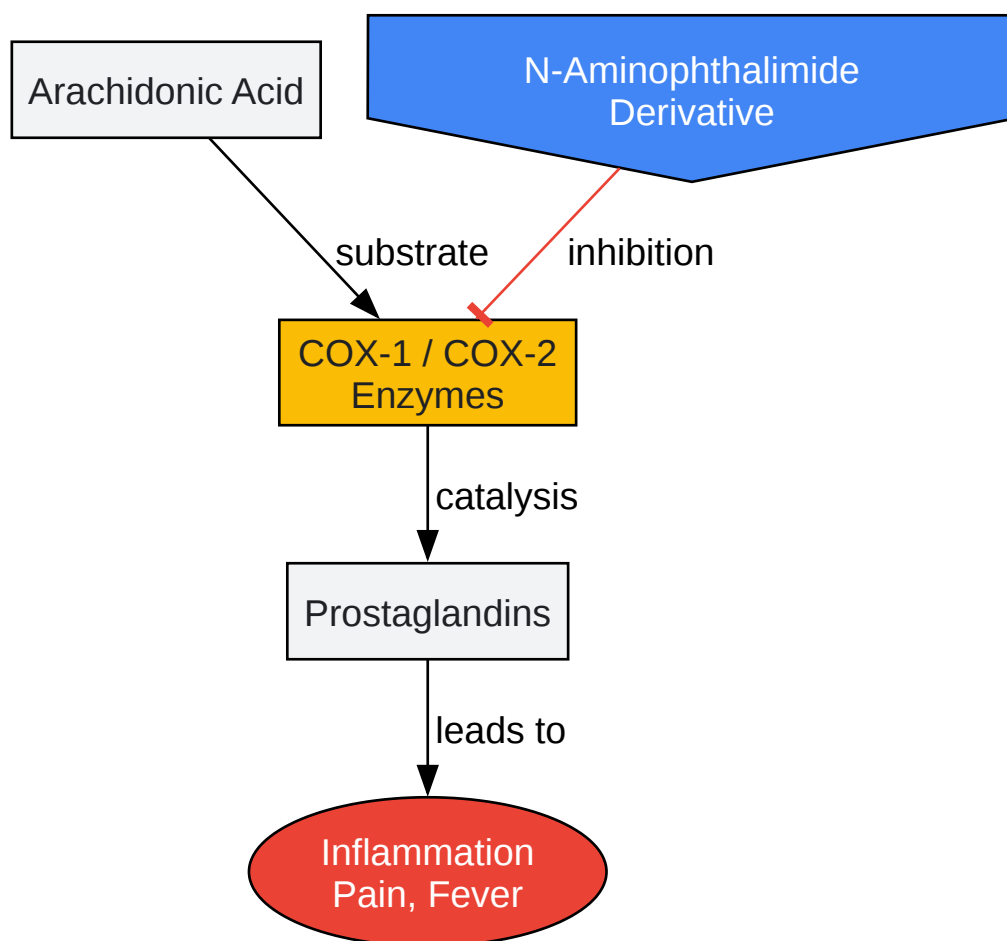 Arachidonic Acid
N-Aminophthalimide
Derivative
substrate
inhibition
COX-1 / COX-2
Enzymes
catalysis
Prostaglandins
leads to
Inflammation
Pain, Fever